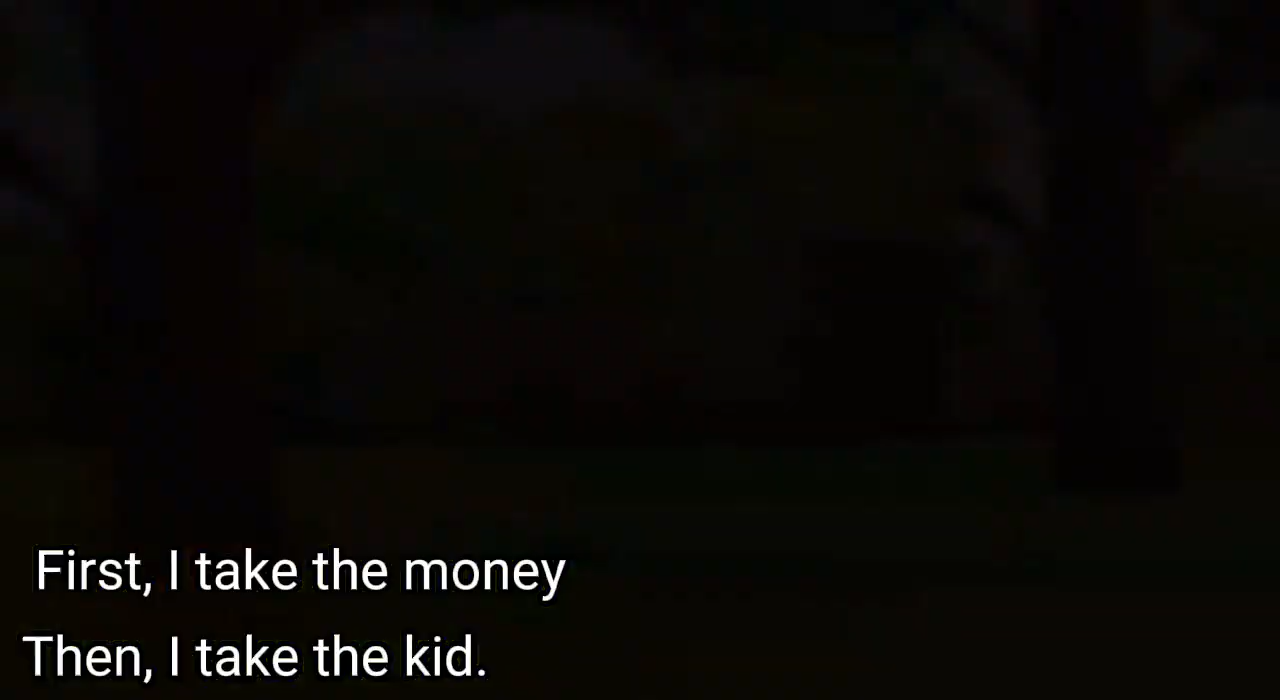 First, I take the money
Then, I take the kid.